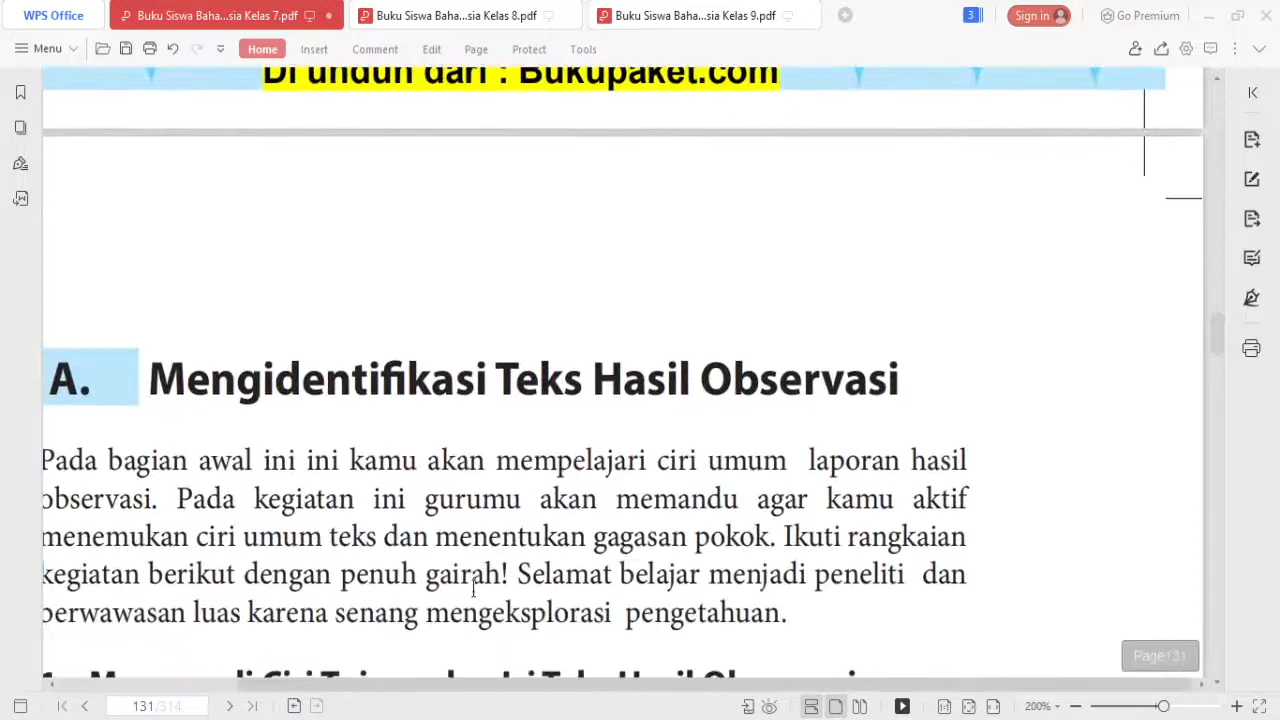 WPS Office
Buku Siswa Baha...sia Kelas 7.pdf
Buku Siswa Baha...sia Kelas 8.pdf
Buku Siswa Baha...sia Kelas 9.pdf
3
Sign in
Go Premium
Menu
Home
Insert
Comment
Edit
Page
Protect
Tools
Di unduh dari : Bukupaket.com
A. Mengidentifikasi Teks Hasil Observasi
Pada bagian awal ini ini kamu akan mempelajari ciri umum laporan hasil
observasi. Pada kegiatan ini gurumu akan memandu agar kamu aktif
menemukan ciri umum teks dan menentukan gagasan pokok. Ikuti rangkaian
kegiatan berikut dengan penuh gairah! Selamat belajar menjadi peneliti dan
berwawasan luas karena senang mengeksplorasi pengetahuan.
Teks Hasil Observasi
131/314
200%